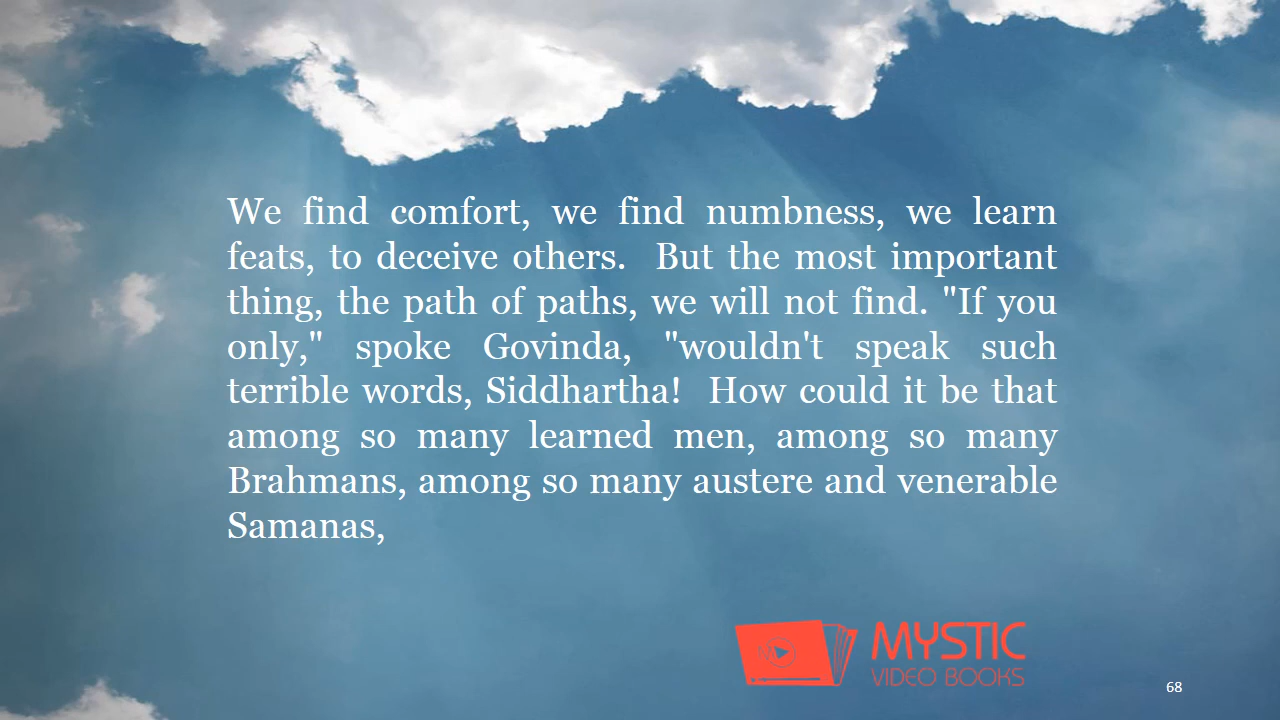 We find comfort, we find numbness, we learn
feats, to deceive others.  But the most important
thing, the path of paths, we will not find. "If you
only," spoke Govinda, "wouldn't speak such
terrible words, Siddhartha!  How could it be that
among so many learned men, among so many
Brahmans, among so many austere and venerable
Samanas,
MYSTIC
VIDEO BOOKS
68